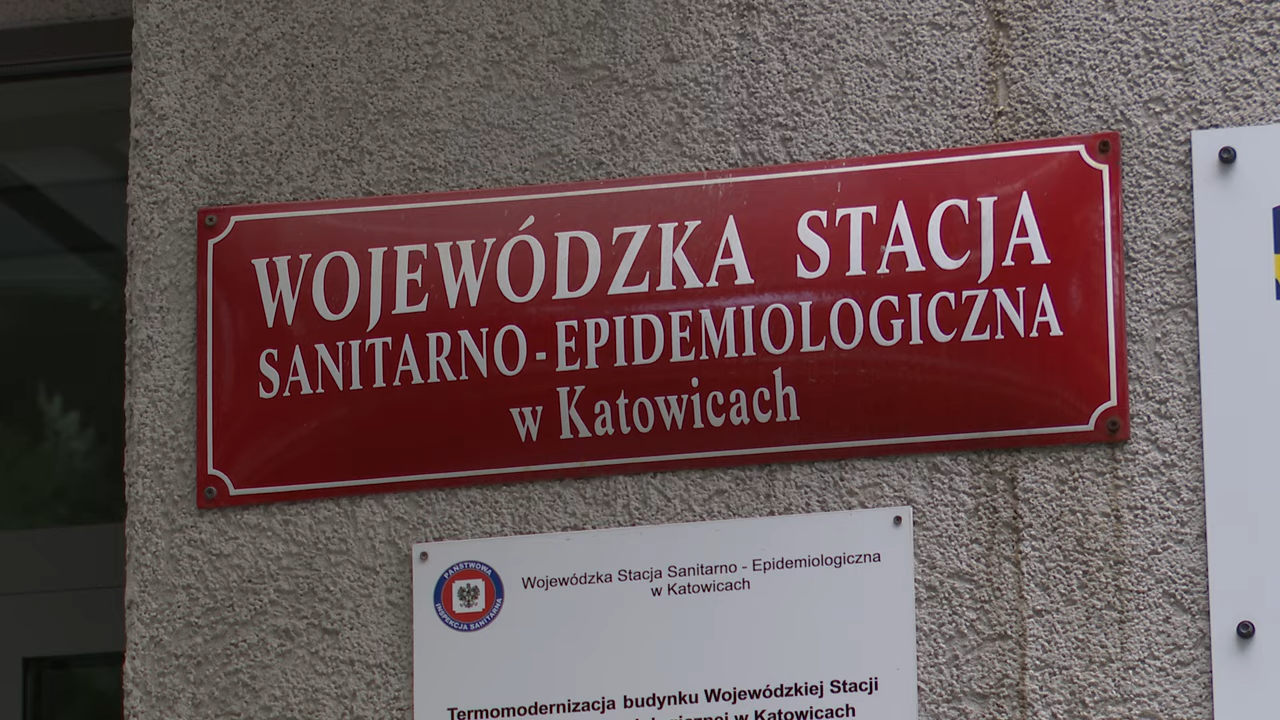 WOJEWÓDZKA STACJA
SANITARNO-EPIDEMIOLOGICZNA
w Katowicach
PAŃSTWOWA
INSPEKCJA SANITARNA
Wojewódzka Stacja Sanitarno - Epidemiologiczna
w Katowicach
Termomodernizacja budynku Wojewódzkiej Stacji
w Katowicach